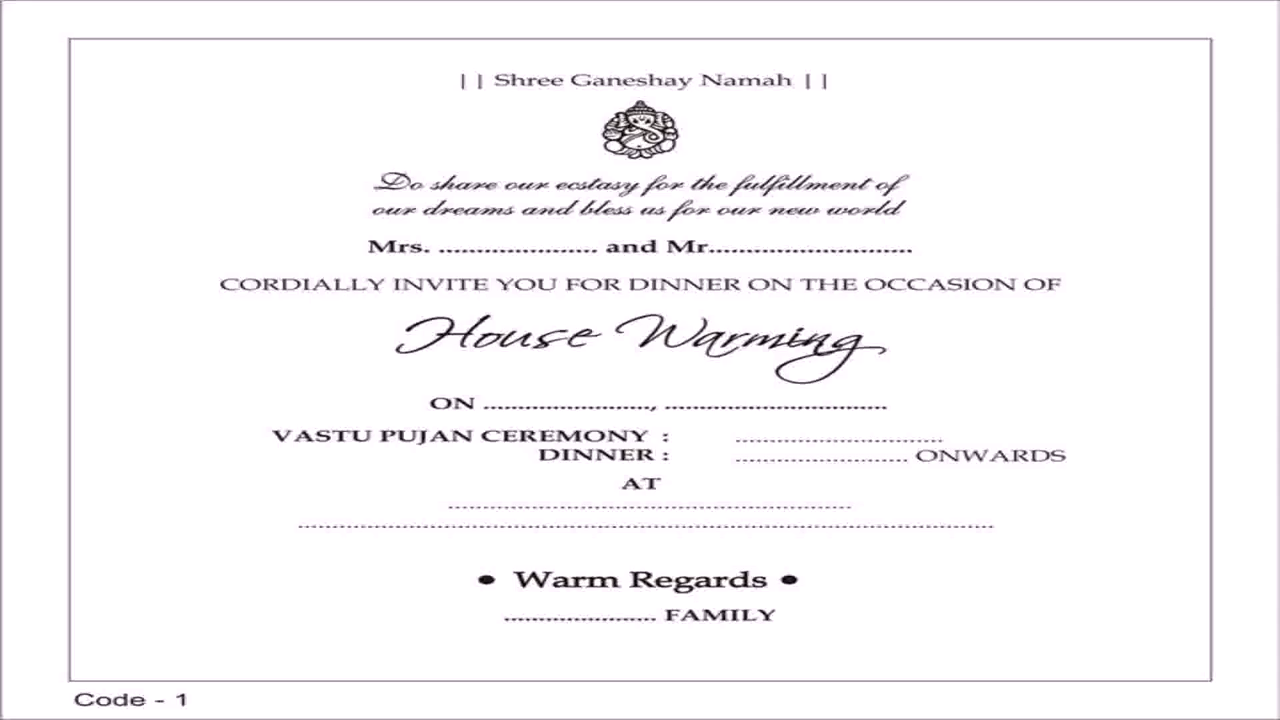 || Shree Ganeshay Namah ||
Do share our ecstasy for the fulfillment of
our dreams and bless us for our new world
Mrs. ..................... and Mr...........................
CORDIALLY INVITE YOU FOR DINNER ON THE OCCASION OF
House Warming
ON ......................, .............................
VASTU PUJAN CEREMONY : ...........................
DINNER : ....................... ONWARDS
AT
.....................................................
............................................................................................
• Warm Regards •
.................... FAMILY
Code - 1